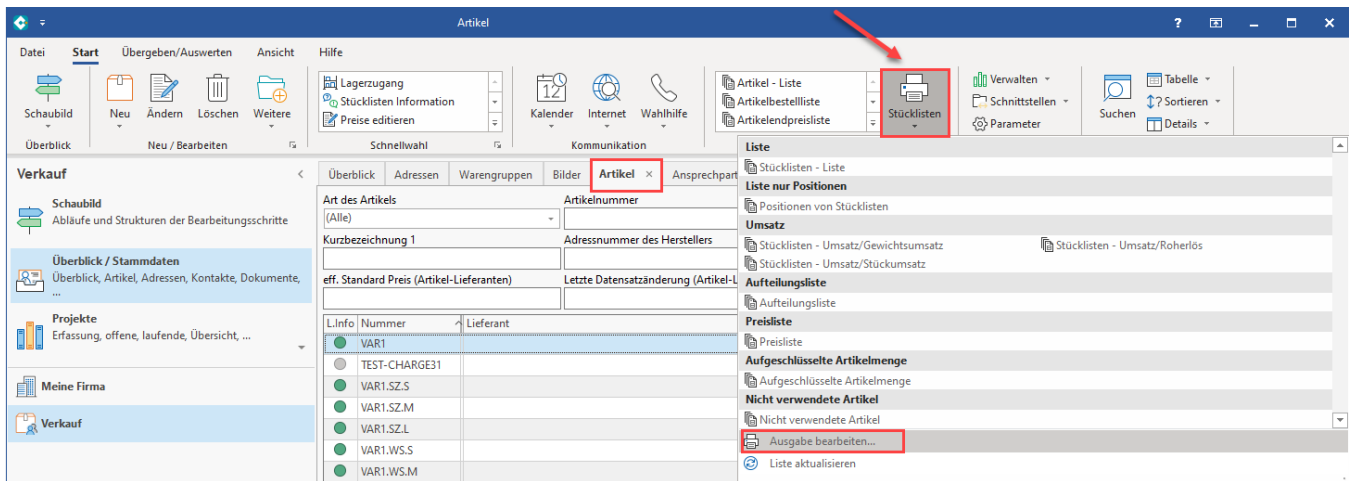 Artikel
?
Datei Start Übergeben/Auswerten Ansicht Hilfe
Schaubild
Überblick
Neu Ändern Löschen Weitere
Neu / Bearbeiten
Lagerzugang
Stücklisten Information
Preise editieren
Schnellwahl
12
Kalender Internet Wahlhilfe
Kommunikation
Artikel - Liste
Artikelbestellliste
Artikelendpreisliste
Stücklisten
Verwalten
Schnittstellen
Parameter
Suchen
Tabelle
Sortieren
Details
Verkauf
Schaubild
Abläufe und Strukturen der Bearbeitungsschritte
Überblick / Stammdaten
Überblick, Artikel, Adressen, Kontakte, Dokumente,
...
Projekte
Erfassung, offene, laufende, Übersicht, ...
Meine Firma
Verkauf
Überblick Adressen Warengruppen Bilder Artikel × Ansprechpart
Art des Artikels Artikelnummer
(Alle)
Kurzbezeichnung 1 Adressnummer des Herstellers
eff. Standard Preis (Artikel-Lieferanten) Letzte Datensatzänderung (Artikel-L
L.Info Nummer Lieferant
VAR1
TEST-CHARGE31
VAR1.SZ.S
VAR1.SZ.M
VAR1.SZ.L
VAR1.WS.S
VAR1.WS.M
Liste
Stücklisten - Liste
Liste nur Positionen
Positionen von Stücklisten
Umsatz
Stücklisten - Umsatz/Gewichtsumsatz Stücklisten - Umsatz/Roherlös
Stücklisten - Umsatz/Stückumsatz
Aufteilungsliste
Aufteilungsliste
Preisliste
Preisliste
Aufgeschlüsselte Artikelmenge
Aufgeschlüsselte Artikelmenge
Nicht verwendete Artikel
Nicht verwendete Artikel
Ausgabe bearbeiten...
Liste aktualisieren